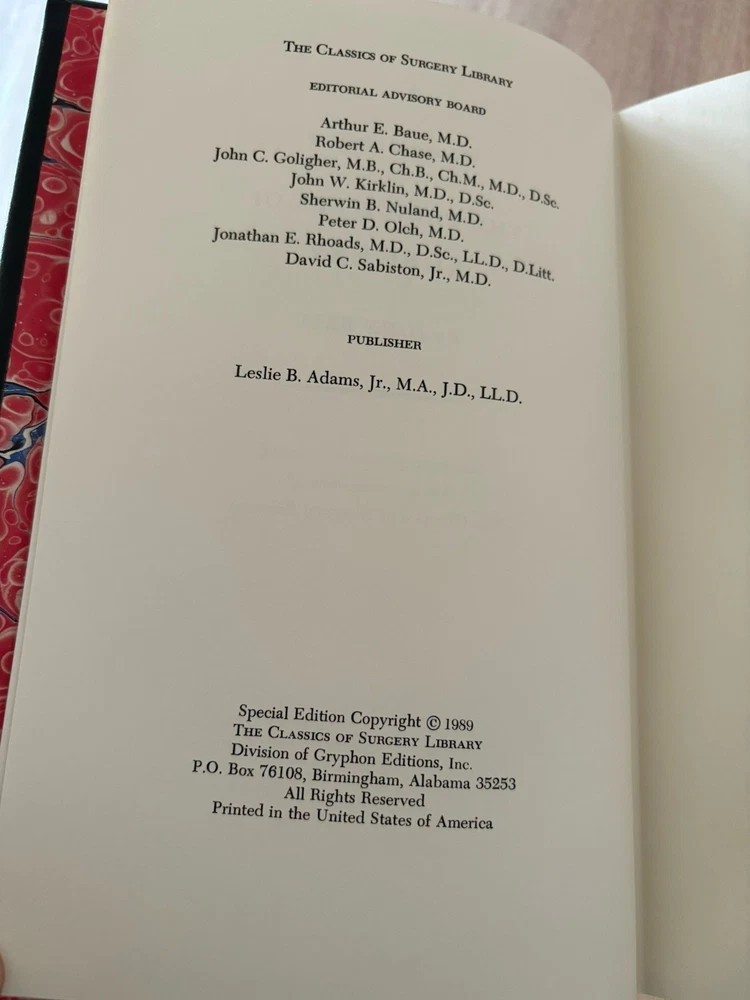 The Classics of Surgery Library
EDITORIAL ADVISORY BOARD
Arthur E. Baue, M.D.
Robert A. Chase, M.D.
John C. Goligher, M.B., Ch.B., Ch.M., M.D., D.Sc.
John W. Kirklin, M.D., D.Sc.
Sherwin B. Nuland, M.D.
Peter D. Olch, M.D.
Jonathan E. Rhoads, M.D., D.Sc., LL.D., D.Litt.
David C. Sabiston, Jr., M.D.
PUBLISHER
Leslie B. Adams, Jr., M.A., J.D., LL.D.
Special Edition Copyright © 1989
The Classics of Surgery Library
Division of Gryphon Editions, Inc.
P.O. Box 76108, Birmingham, Alabama 35253
All Rights Reserved
Printed in the United States of America